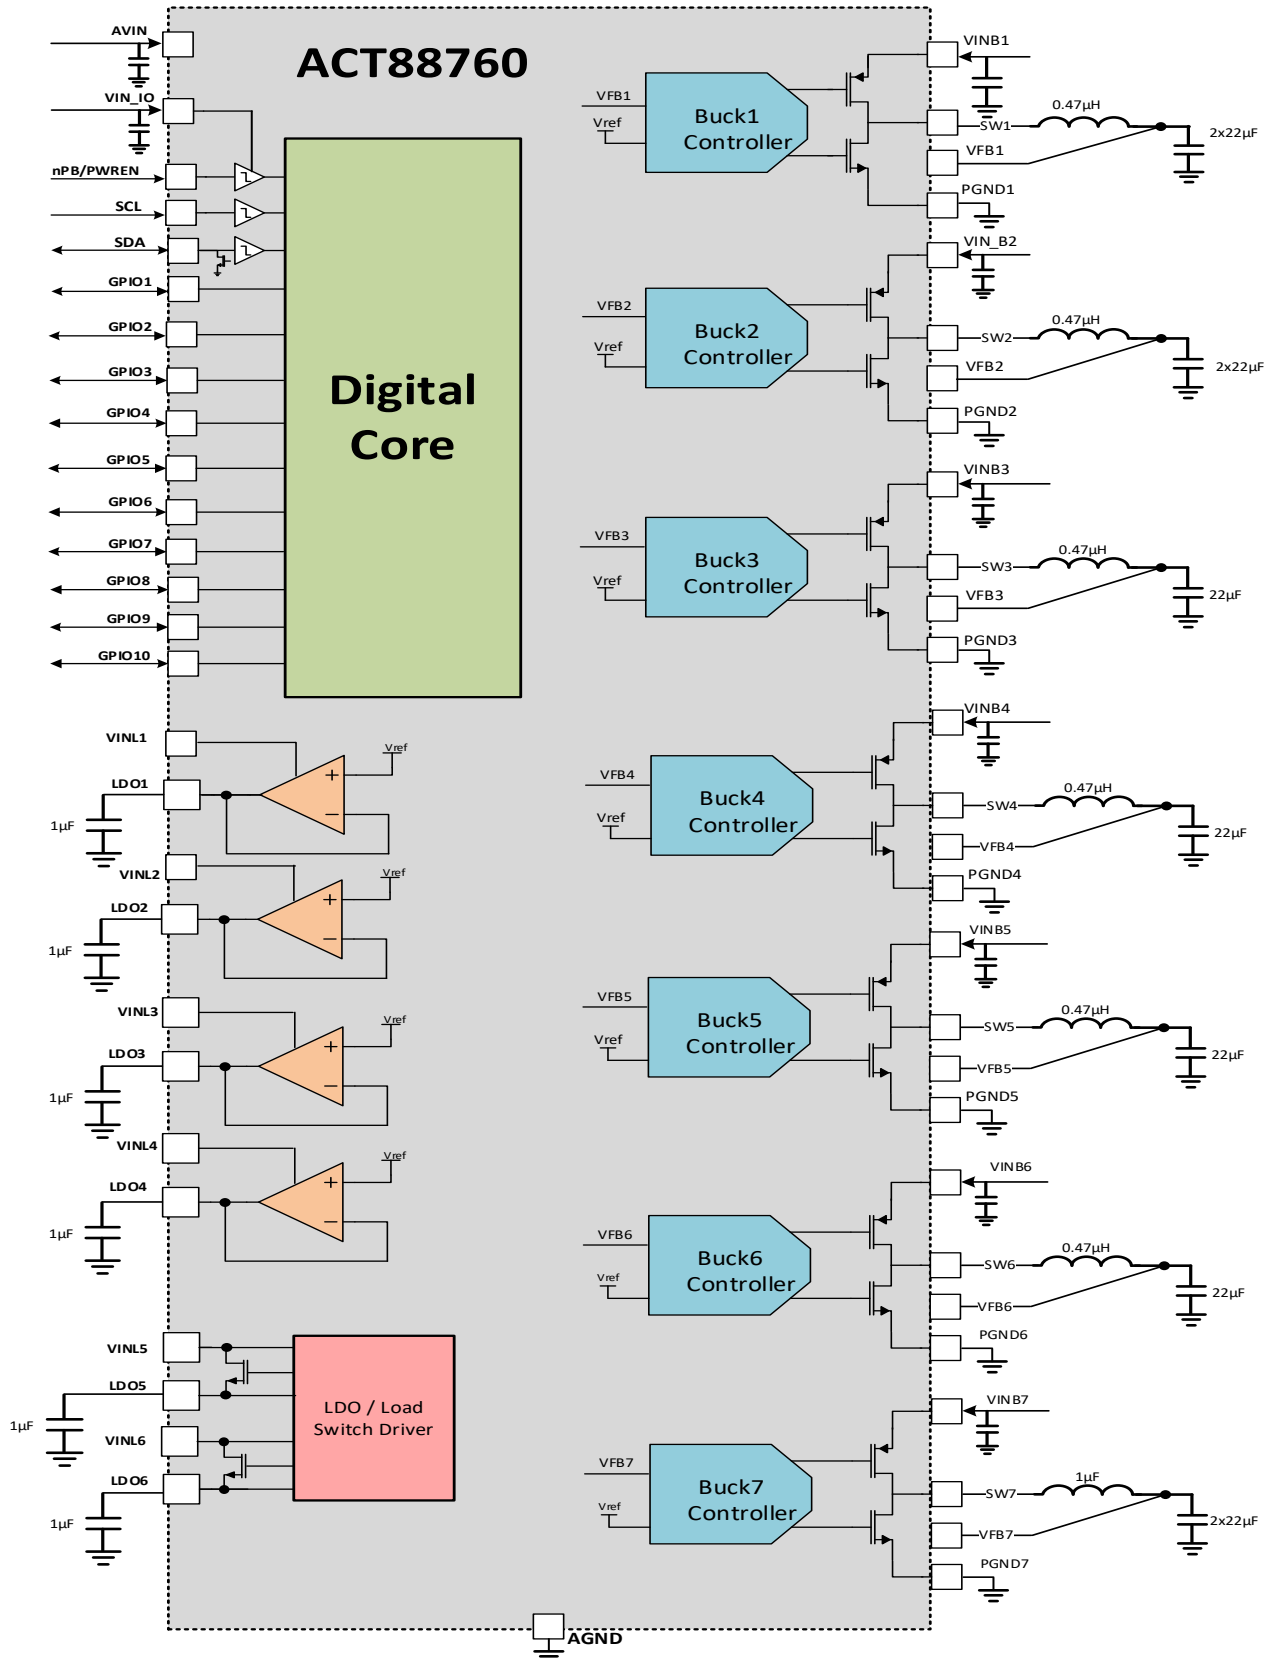 ACT88760
AVIN
VIN_IO
nPB/PWREN
SCL
SDA
GPIO1
GPIO2
GPIO3
GPIO4
GPIO5
GPIO6
GPIO7
GPIO8
GPIO9
GPIO10
Digital
Core
VINL1
LDO1
1µF
Vref
+
−
VINL2
LDO2
1µF
Vref
+
−
VINL3
LDO3
1µF
Vref
+
−
VINL4
LDO4
1µF
Vref
+
−
VINL5
LDO5
1µF
VINL6
LDO6
1µF
LDO / Load
Switch Driver
VFB1
Vref
Buck1
Controller
VINB1
SW1
0.47µH
2x22µF
VFB1
PGND1
VFB2
Vref
Buck2
Controller
VIN_B2
SW2
0.47µH
2x22µF
VFB2
PGND2
VFB3
Vref
Buck3
Controller
VINB3
SW3
0.47µH
22µF
VFB3
PGND3
VFB4
Vref
Buck4
Controller
VINB4
SW4
0.47µH
22µF
VFB4
PGND4
VFB5
Vref
Buck5
Controller
VINB5
SW5
0.47µH
22µF
VFB5
PGND5
VFB6
Vref
Buck6
Controller
VINB6
SW6
0.47µH
22µF
VFB6
PGND6
VFB7
Vref
Buck7
Controller
VINB7
SW7
1µF
2x22µF
VFB7
PGND7
AGND